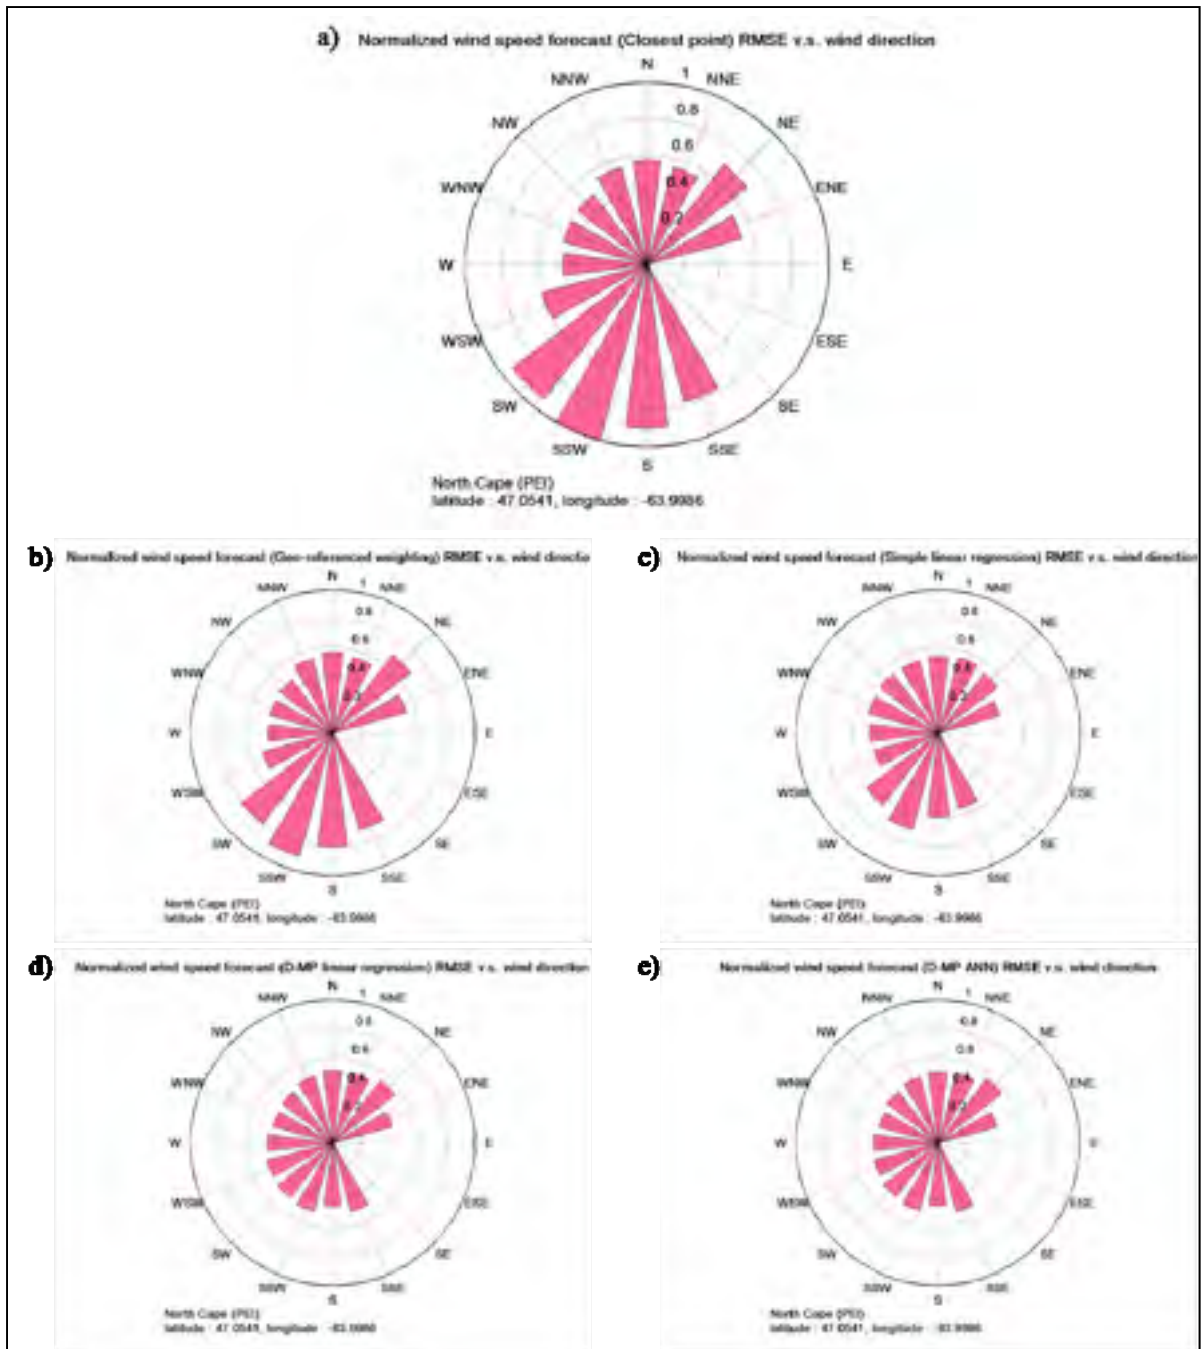 a) Normalized wind speed forecast (Closest point) RMSE v.s. wind direction
N
NNW 1 NNE
0.8
NW NE
0.6
WNW 0.4 ENE
0.2
W E
WSW ESE
SW SE
SSW SSE
S
North Cape (PEI)
latitude : 47.0541, longitude : -63.9986
b) Normalized wind speed forecast (Geo-referenced weighting) RMSE v.s. wind directio
N
NNW 1 NNE
0.8
NW NE
0.6
WNW 0.4 ENE
0.2
W E
WSW ESE
SW SE
SSW SSE
S
North Cape (PEI)
latitude : 47.0541, longitude : -63.9986
c) Normalized wind speed forecast (Simple linear regression) RMSE v.s. wind direction
N
NNW 1 NNE
0.8
NW NE
0.6
WNW 0.4 ENE
0.2
W E
WSW ESE
SW SE
SSW SSE
S
North Cape (PEI)
latitude : 47.0541, longitude : -63.9986
d) Normalized wind speed forecast (D-MP linear regression) RMSE v.s. wind direction
N
NNW 1 NNE
0.8
NW NE
0.6
WNW 0.4 ENE
0.2
W E
WSW ESE
SW SE
SSW SSE
S
North Cape (PEI)
latitude : 47.0541, longitude : -63.9986
e) Normalized wind speed forecast (D-MP ANN) RMSE v.s. wind direction
N
NNW 1 NNE
0.8
NW NE
0.6
WNW 0.4 ENE
0.2
W E
WSW ESE
SW SE
SSW SSE
S
North Cape (PEI)
latitude : 47.0541, longitude : -63.9986